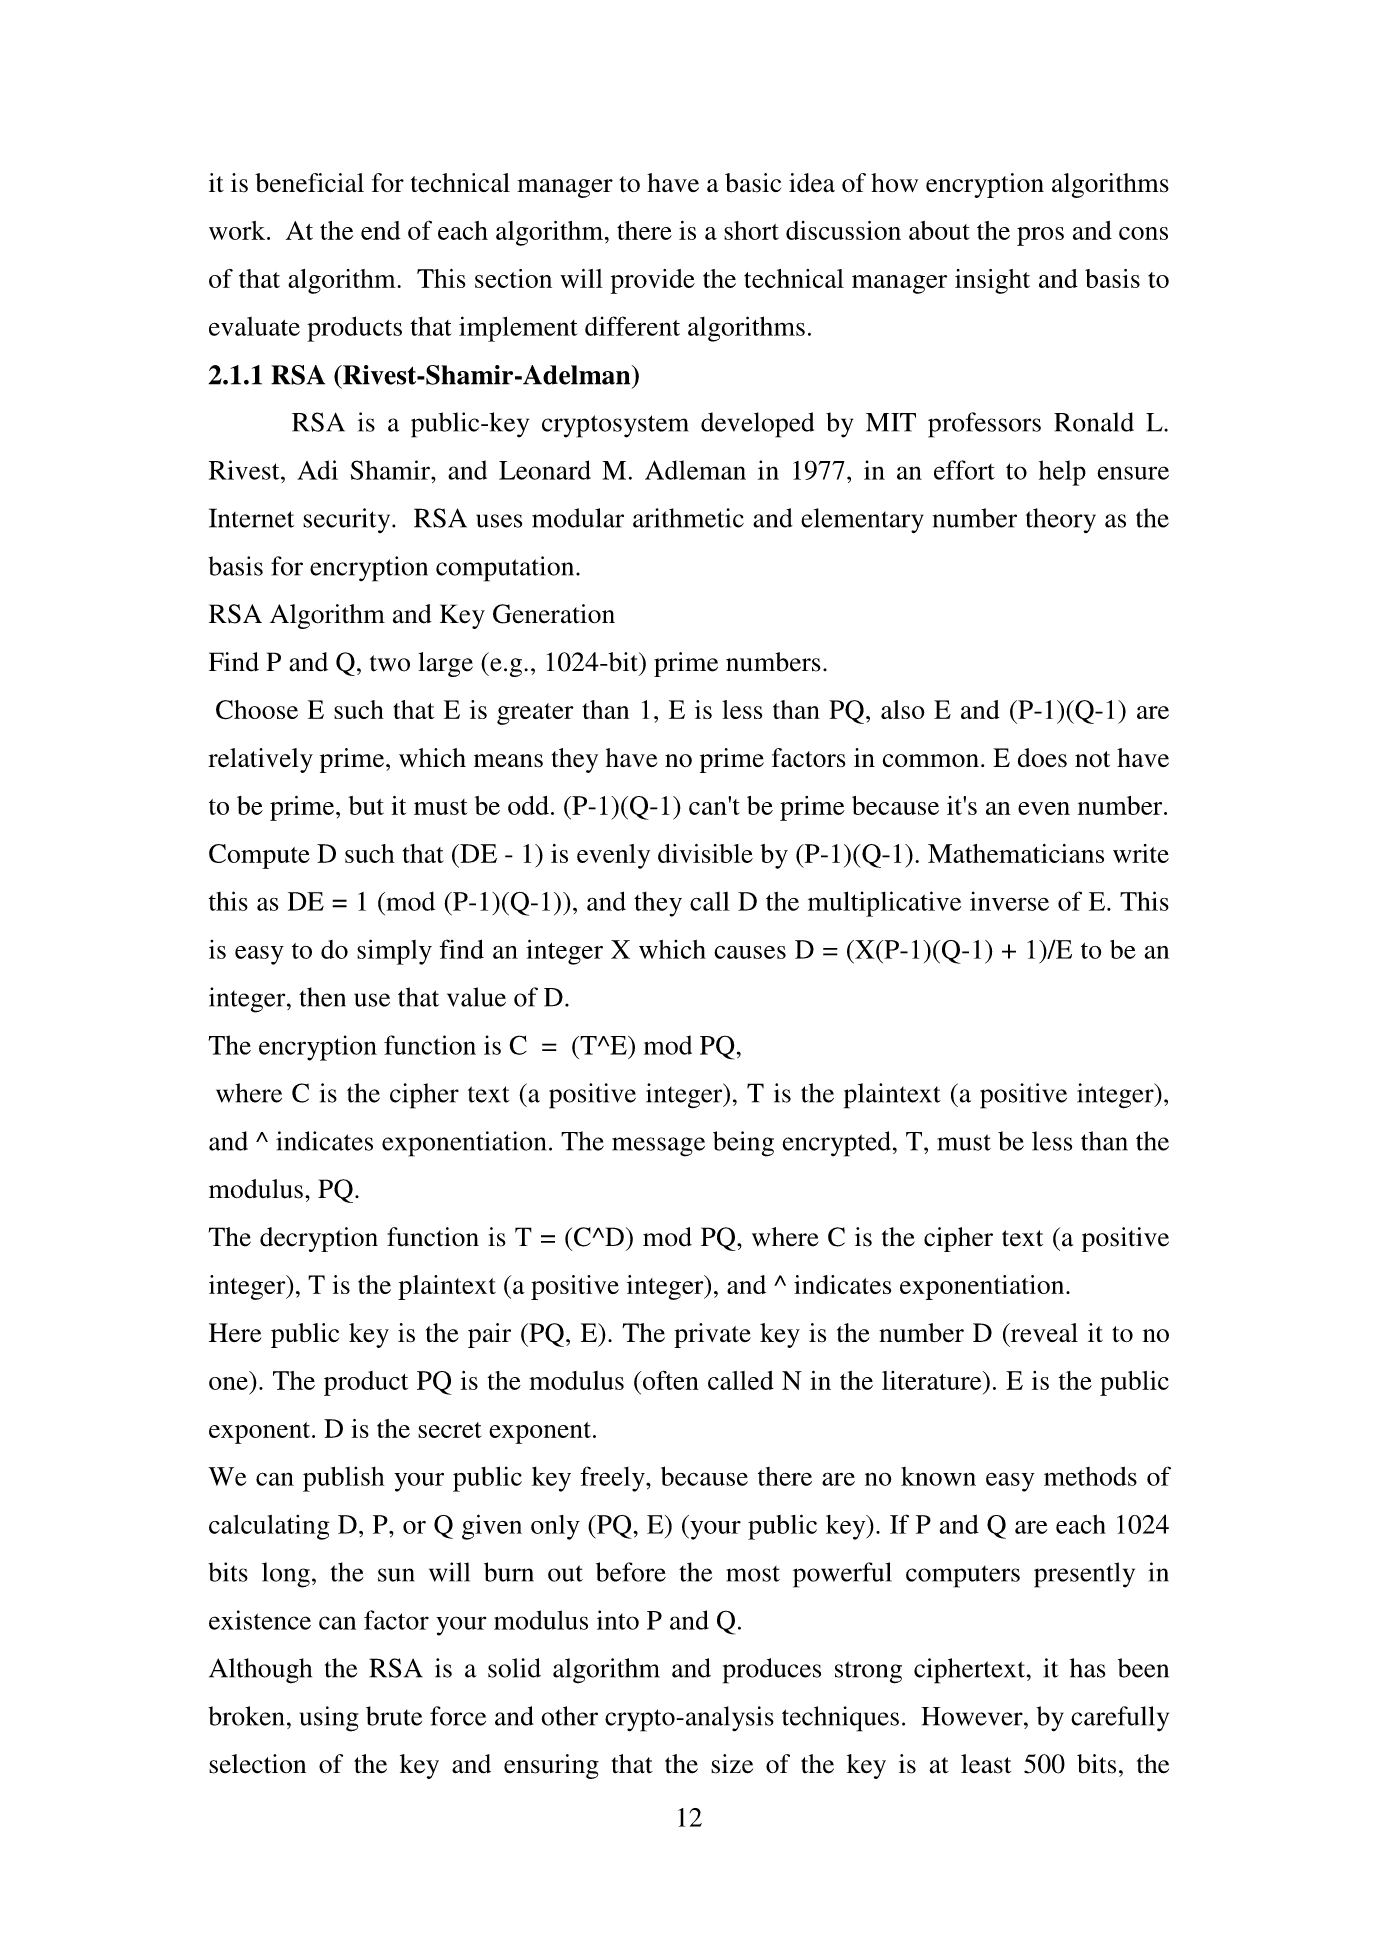 it is beneficial for technical manager to have a basic idea of how encryption algorithms
work.  At the end of each algorithm, there is a short discussion about the pros and cons
of that algorithm.  This section will provide the technical manager insight and basis to
evaluate products that implement different algorithms.
2.1.1 RSA (Rivest-Shamir-Adelman)
RSA is a public-key cryptosystem developed by MIT professors Ronald L.
Rivest, Adi Shamir, and Leonard M. Adleman in 1977, in an effort to help ensure
Internet security.  RSA uses modular arithmetic and elementary number theory as the
basis for encryption computation.
RSA Algorithm and Key Generation
Find P and Q, two large (e.g., 1024-bit) prime numbers.
Choose E such that E is greater than 1, E is less than PQ, also E and (P-1)(Q-1) are
relatively prime, which means they have no prime factors in common. E does not have
to be prime, but it must be odd. (P-1)(Q-1) can't be prime because it's an even number.
Compute D such that (DE - 1) is evenly divisible by (P-1)(Q-1). Mathematicians write
this as DE = 1 (mod (P-1)(Q-1)), and they call D the multiplicative inverse of E. This
is easy to do simply find an integer X which causes D = (X(P-1)(Q-1) + 1)/E to be an
integer, then use that value of D.
The encryption function is C  =  (T^E) mod PQ,
where C is the cipher text (a positive integer), T is the plaintext (a positive integer),
and ^ indicates exponentiation. The message being encrypted, T, must be less than the
modulus, PQ.
The decryption function is T = (C^D) mod PQ, where C is the cipher text (a positive
integer), T is the plaintext (a positive integer), and ^ indicates exponentiation.
Here public key is the pair (PQ, E). The private key is the number D (reveal it to no
one). The product PQ is the modulus (often called N in the literature). E is the public
exponent. D is the secret exponent.
We can publish your public key freely, because there are no known easy methods of
calculating D, P, or Q given only (PQ, E) (your public key). If P and Q are each 1024
bits long, the sun will burn out before the most powerful computers presently in
existence can factor your modulus into P and Q.
Although the RSA is a solid algorithm and produces strong ciphertext, it has been
broken, using brute force and other crypto-analysis techniques.  However, by carefully
selection of the key and ensuring that the size of the key is at least 500 bits, the
12